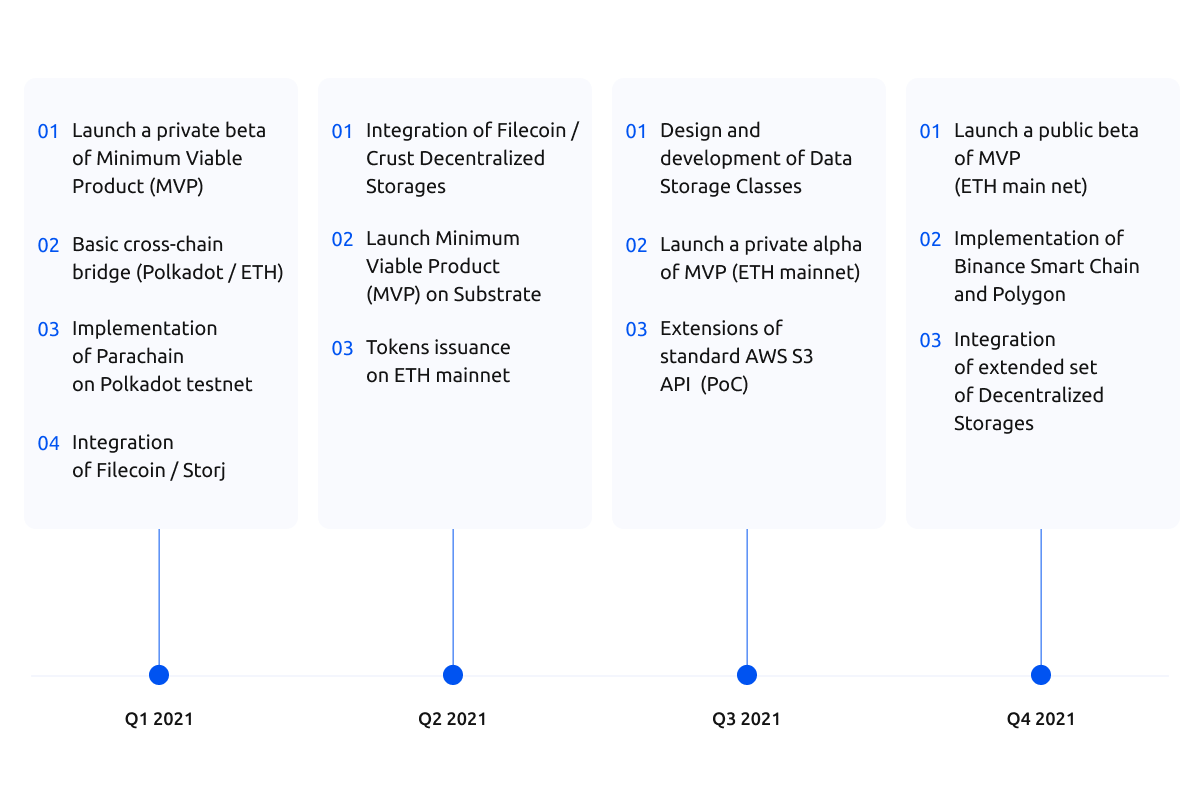 01 Launch a private beta
of Minimum Viable
Product (MVP)
02 Basic cross-chain
bridge (Polkadot / ETH)
03 Implementation
of Parachain
on Polkadot testnet
04 Integration
of Filecoin / Storj
Q1 2021
01 Integration of Filecoin /
Crust Decentralized
Storages
02 Launch Minimum
Viable Product
(MVP) on Substrate
03 Tokens issuance
on ETH mainnet
Q2 2021
01 Design and
development of Data
Storage Classes
02 Launch a private alpha
of MVP (ETH mainnet)
03 Extensions of
standard AWS S3
API (PoC)
Q3 2021
01 Launch a public beta
of MVP
(ETH main net)
02 Implementation of
Binance Smart Chain
and Polygon
03 Integration
of extended set
of Decentralized
Storages
Q4 2021